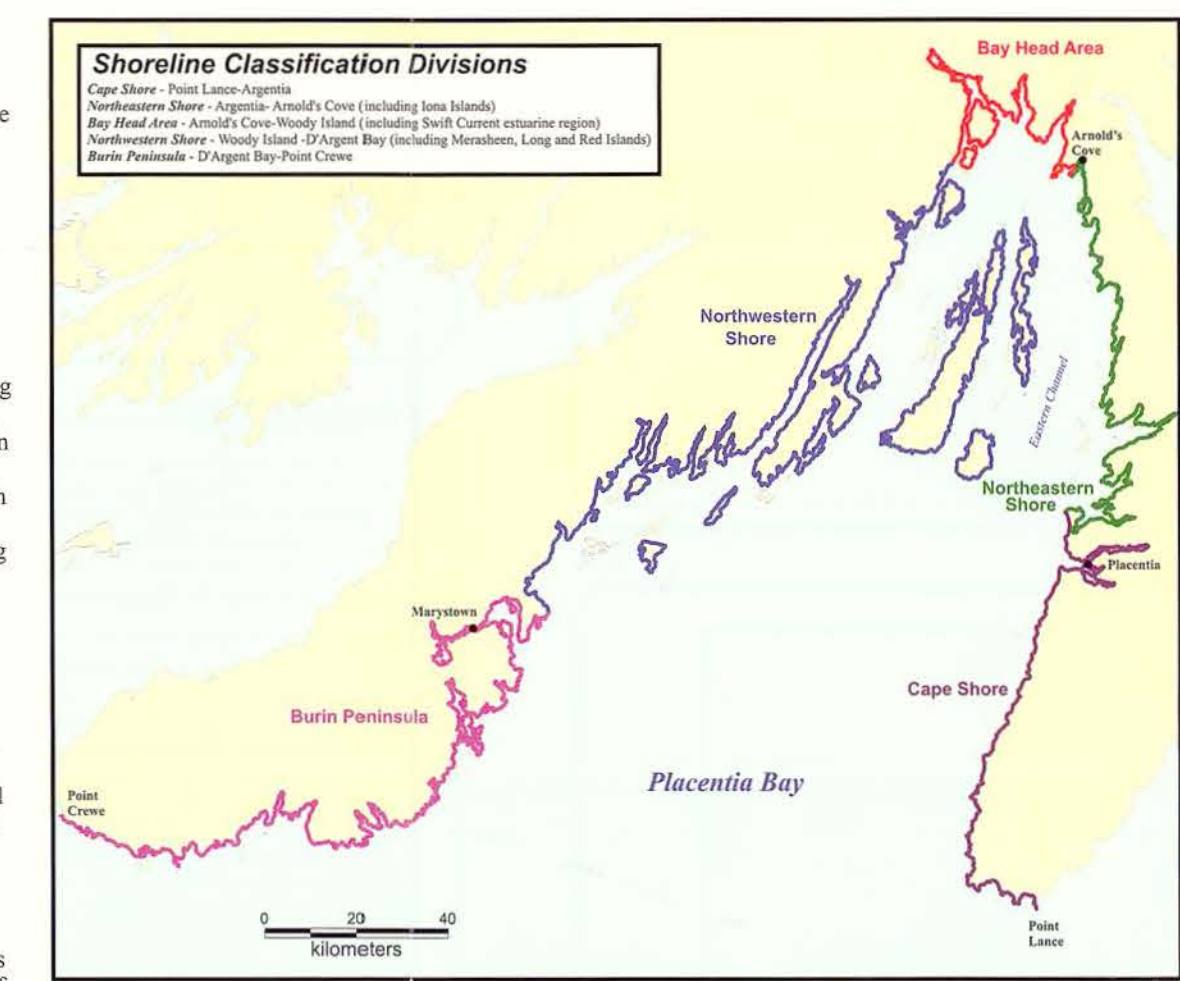 Shoreline Classification Divisions
Cape Shore - Point Lance-Argentia
Northeastern Shore - Argentia- Arnold's Cove (including Iona Islands)
Bay Head Area - Arnold's Cove-Woody Island (including Swift Current estuarine region)
Northwestern Shore - Woody Island -D'Argent Bay (including Merasheen, Long and Red Islands)
Burin Peninsula - D'Argent Bay-Point Crewe
Bay Head Area
Arnold's
Cove
Northwestern
Shore
Eastern Channel
Northeastern
Shore
Placentia
Marystown
Cape Shore
Burin Peninsula
Placentia Bay
Point
Crewe
0 20 40
kilometers
Point
Lance